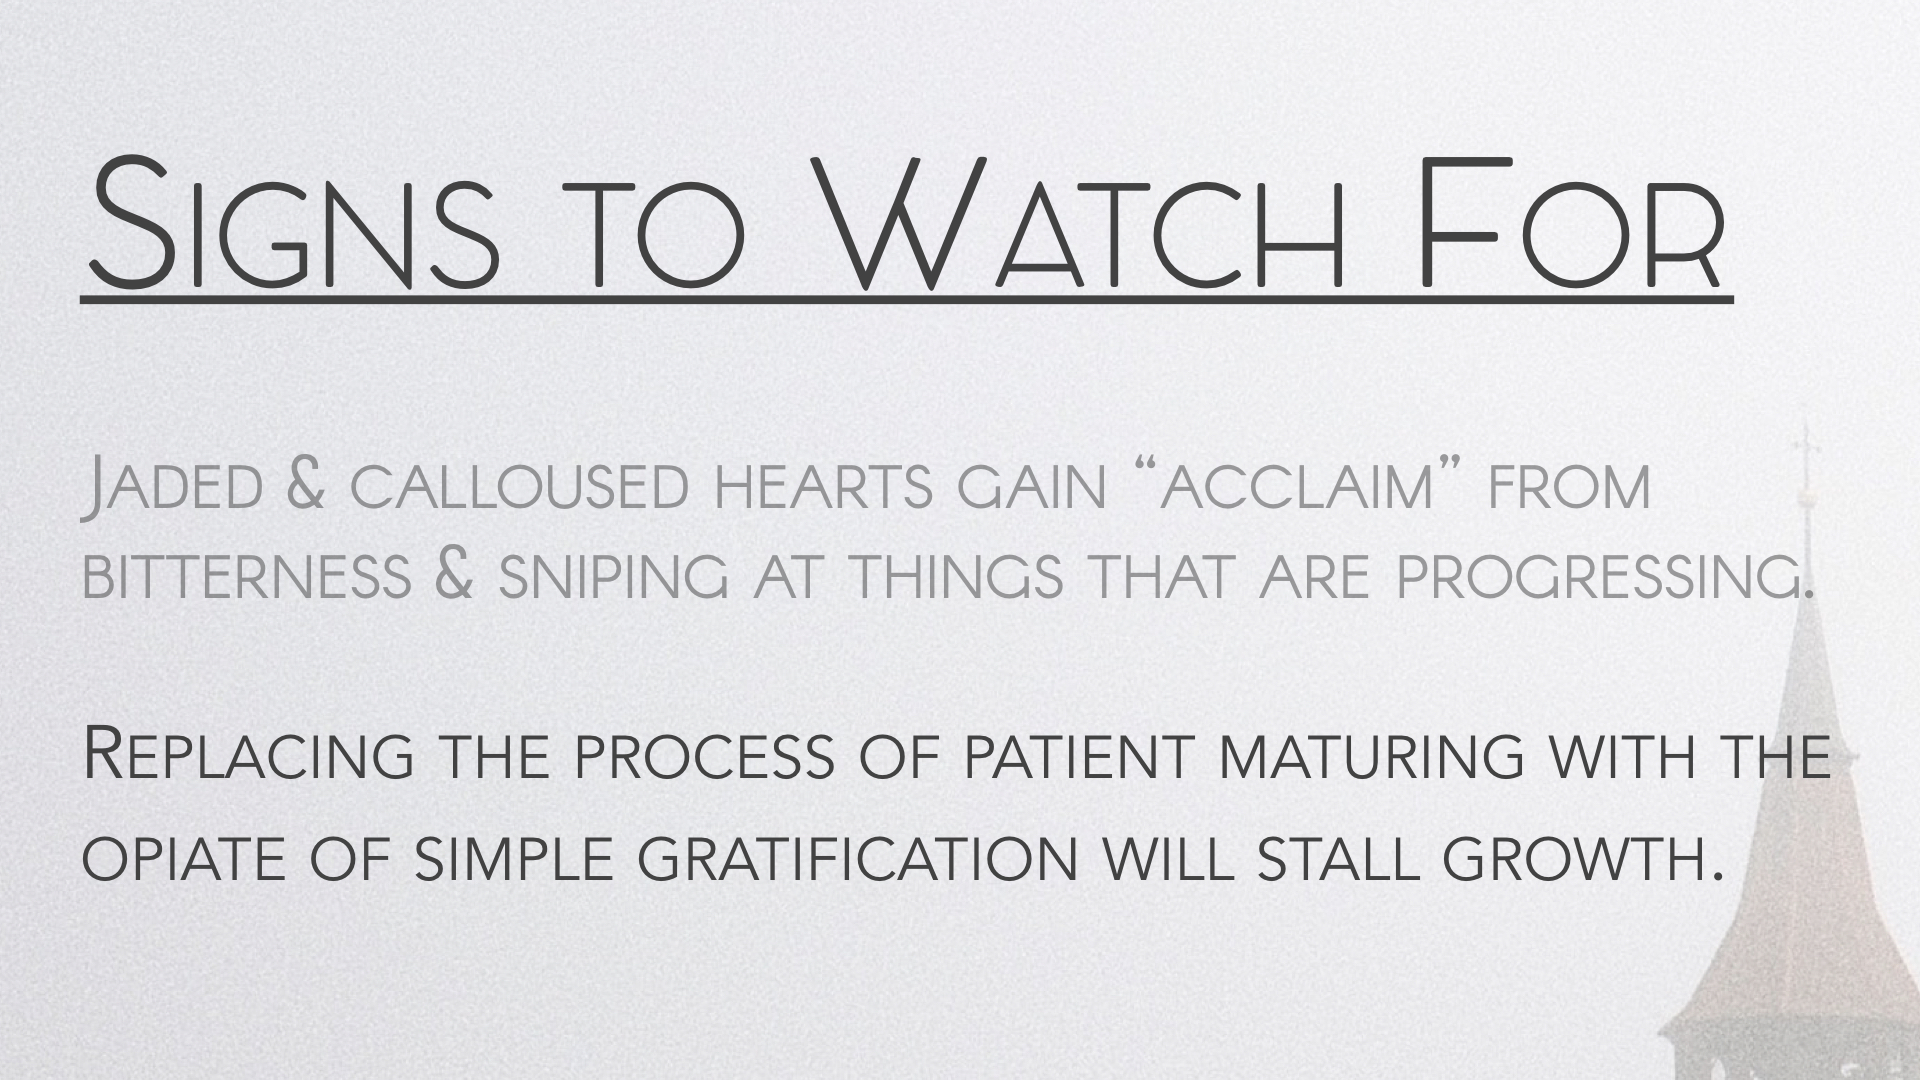 Signs to Watch For
Jaded & calloused hearts gain “acclaim” from
bitterness & sniping at things that are progressing.
Replacing the process of patient maturing with the
opiate of simple gratification will stall growth.